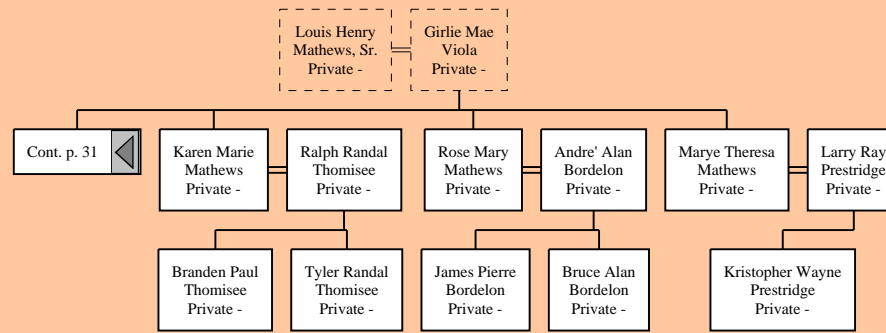 Louis Henry
Mathews, Sr.
Private -
Girlie Mae
Viola
Private -
Cont. p. 31
Karen Marie
Mathews
Private -
Ralph Randal
Thomisee
Private -
Rose Mary
Mathews
Private -
Andre' Alan
Bordelon
Private -
Marye Theresa
Mathews
Private -
Larry Ray
Prestridge
Private -
Branden Paul
Thomisee
Private -
Tyler Randal
Thomisee
Private -
James Pierre
Bordelon
Private -
Bruce Alan
Bordelon
Private -
Kristopher Wayne
Prestridge
Private -